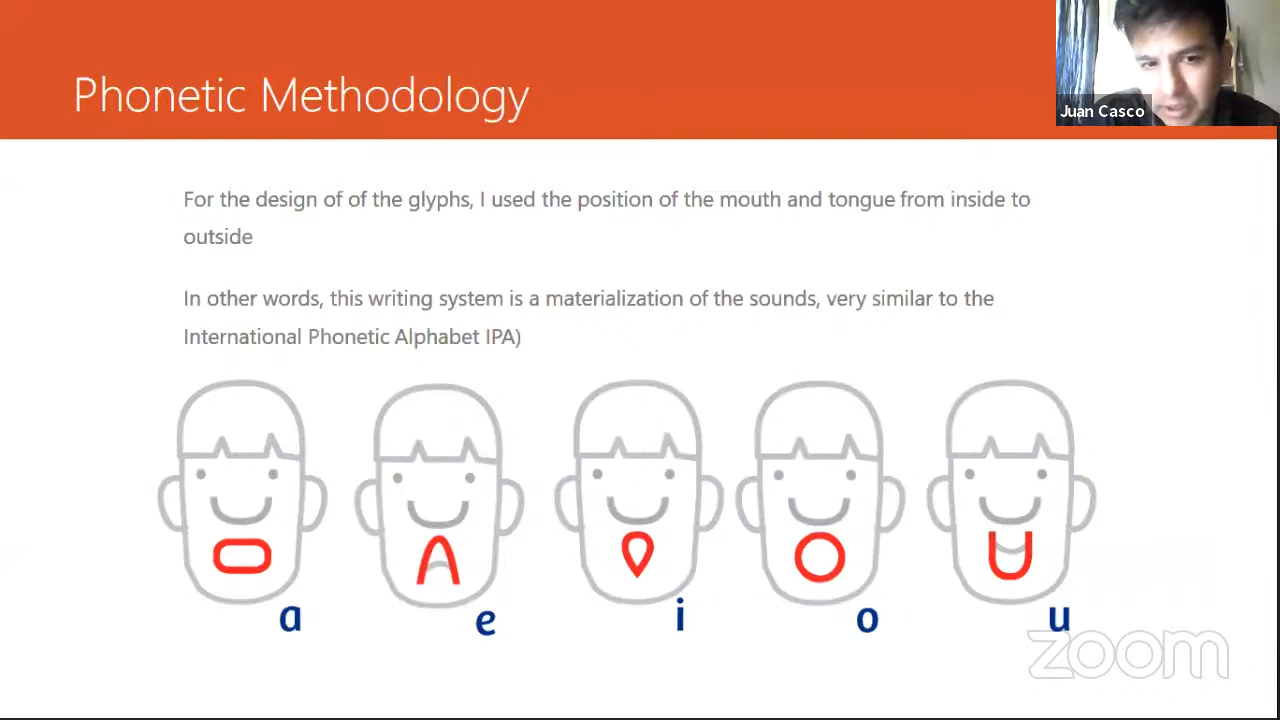 Phonetic Methodology
Juan Casco
For the design of of the glyphs, I used the position of the mouth and tongue from inside to
outside
In other words, this writing system is a materialization of the sounds, very similar to the
International Phonetic Alphabet IPA)
a e i o u
zoom